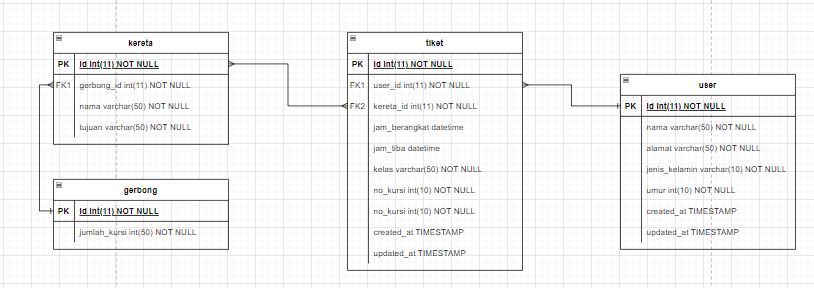 kereta
PK id int(11) NOT NULL
FK1 gerbong_id int(11) NOT NULL
nama varchar(50) NOT NULL
tujuan varchar(50) NOT NULL
gerbong
PK id int(11) NOT NULL
jumlah_kursi int(50) NOT NULL
tiket
PK id int(11) NOT NULL
FK1 user_id int(11) NOT NULL
FK2 kereta_id int(11) NOT NULL
jam_berangkat datetime
jam_tiba datetime
kelas varchar(50) NOT NULL
no_kursi int(10) NOT NULL
no_kursi int(10) NOT NULL
created_at TIMESTAMP
updated_at TIMESTAMP
user
PK id int(11) NOT NULL
nama varchar(50) NOT NULL
alamat varchar(50) NOT NULL
jenis_kelamin varchar(10) NOT NULL
umur int(10) NOT NULL
created_at TIMESTAMP
updated_at TIMESTAMP